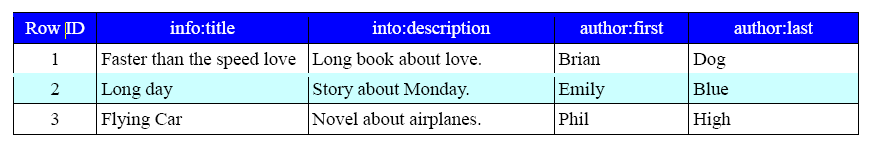 Row ID info:title into:description author:first author:last
1 Faster than the speed love Long book about love. Brian Dog
2 Long day Story about Monday. Emily Blue
3 Flying Car Novel about airplanes. Phil High